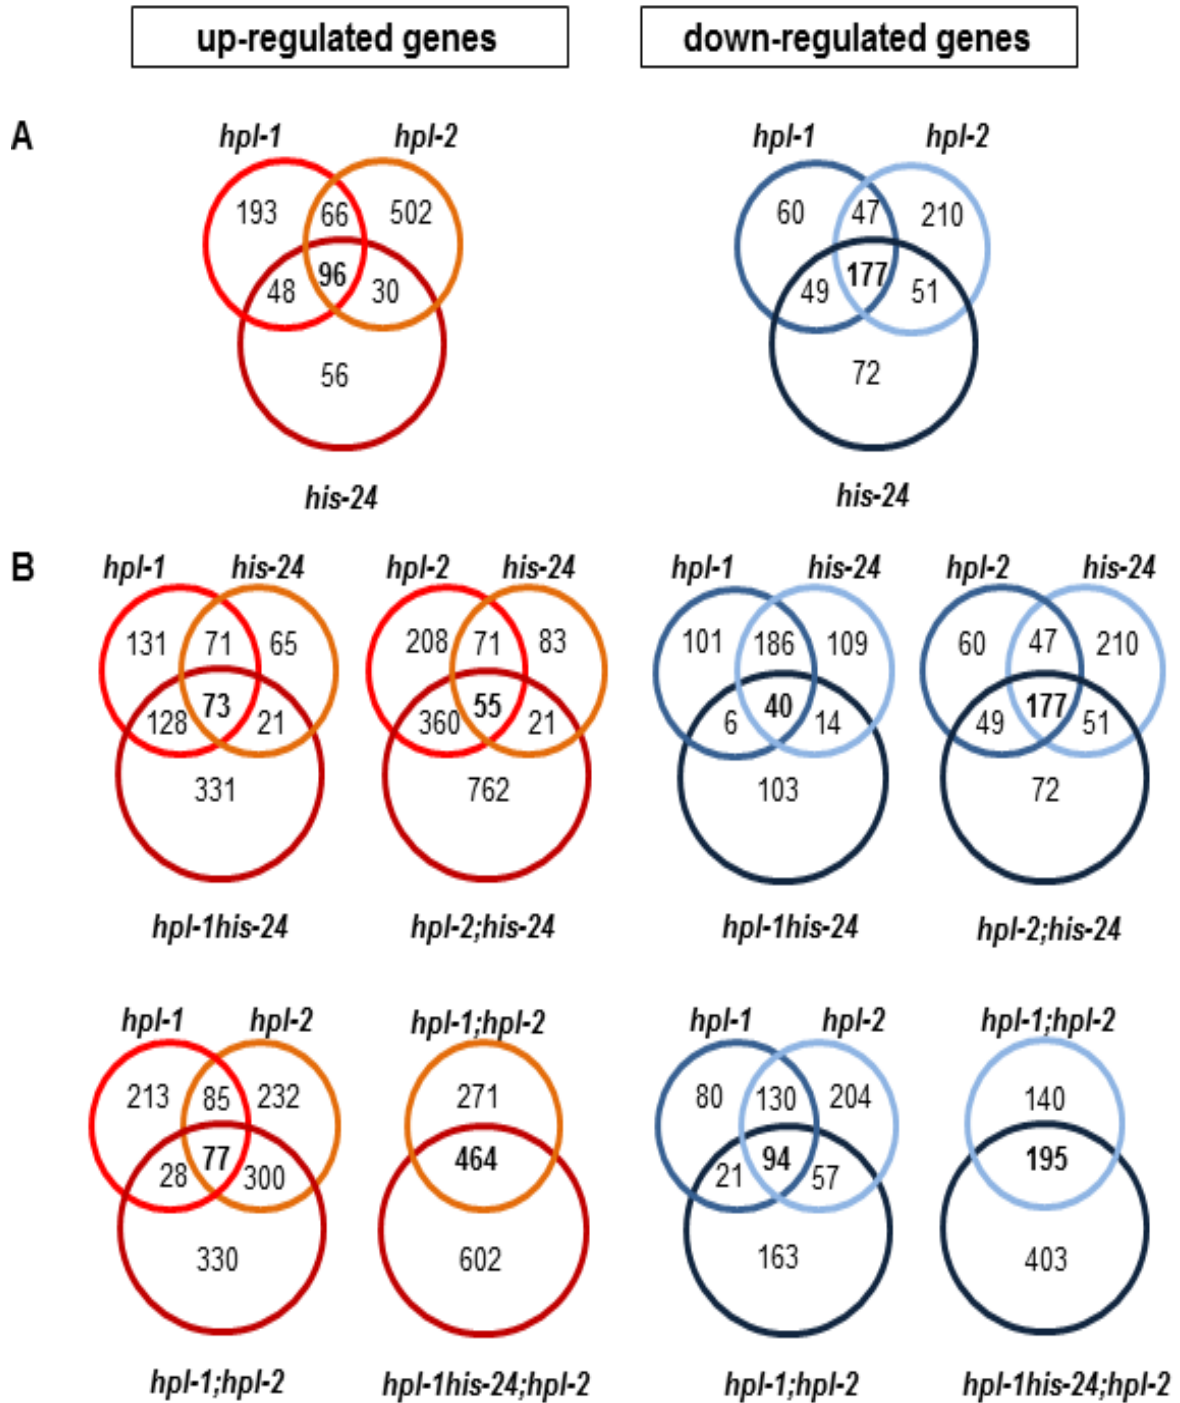 up-regulated genes down-regulated genes
A
hpl-1 hpl-2 hpl-1 hpl-2
193 66 502 60 47 210
96 177
48 30 49 51
56 72
his-24 his-24
B
hpl-1 his-24 hpl-2 his-24 hpl-1 his-24 hpl-2 his-24
131 71 65 208 71 83 101 186 109 60 47 210
73 55 40 177
128 21 360 21 6 14 49 51
331 762 103 72
hpl-1his-24 hpl-2;his-24 hpl-1his-24 hpl-2;his-24
hpl-1 hpl-2 hpl-1;hpl-2 hpl-1 hpl-2 hpl-1;hpl-2
213 85 232 271 80 130 204 140
77 464 94 195
28 300 21 57
330 602 163 403
hpl-1;hpl-2 hpl-1his-24;hpl-2 hpl-1;hpl-2 hpl-1his-24;hpl-2